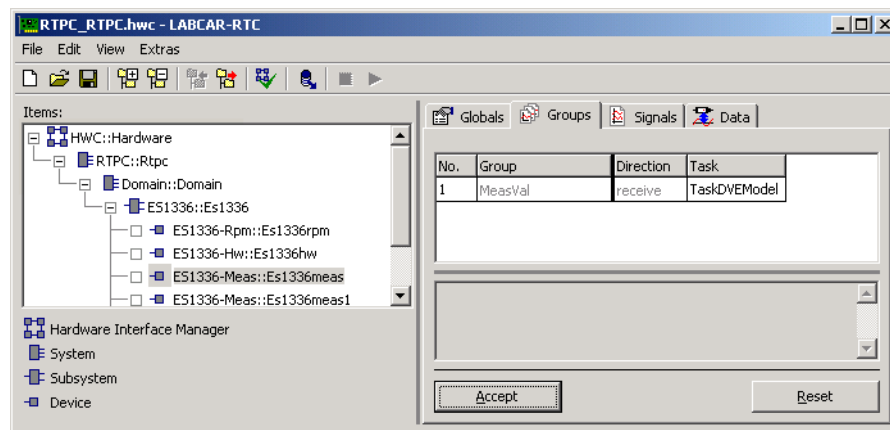 RTPC_RTPC.hwc - LABCAR-RTC
File Edit View Extras
Items:
HWC::Hardware
RTPC::Rtpc
Domain::Domain
ES1336::Es1336
ES1336-Rpm::Es1336rpm
ES1336-Hw::Es1336hw
ES1336-Meas::Es1336meas
ES1336-Meas::Es1336meas1
Hardware Interface Manager
System
Subsystem
Device
Globals Groups Signals Data
No. Group Direction Task
1 MeasVal receive TaskDVEModel
Accept Reset